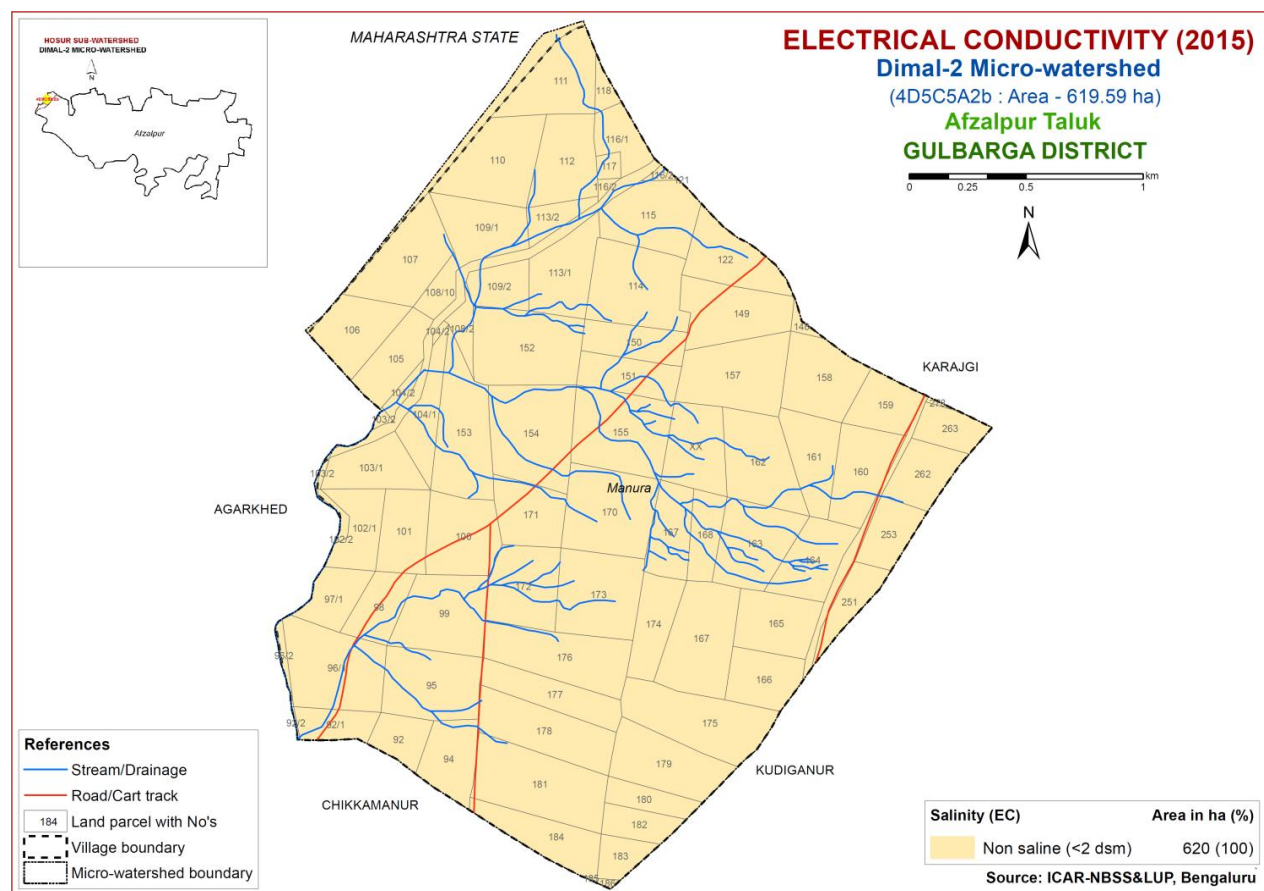 HOSUR SUB-WATERSHED
DIMAL-2 MICRO-WATERSHED
N
Afzalpur
MAHARASHTRA STATE
ELECTRICAL CONDUCTIVITY (2015)
Dimal-2 Micro-watershed
(4D5C5A2b : Area - 619.59 ha)
Afzalpur Taluk
GULBARGA DISTRICT
km
0 0.25 0.5 1
N
111
118
116/1
110
112
117
116/2
116/2
121
113/2
115
109/1
107
122
113/1
109/2
114
108/10
106
149
104/2
150
152
105
151
157
158
KARAJGI
159
104/2
263
103/2
104/1
153
154
155
XX
162
161
160
262
103/1
103/2
Manura
AGARKHED
170
171
102/1
101
100
167
168
163
253
102/2
164
172
173
97/1
98
99
251
174
167
165
176
166
95
177
175
178
92/1
92
94
179
KUDIGANUR
181
180
CHIKKAMANUR
182
184
183
References
Stream/Drainage
Road/Cart track
184 Land parcel with No's
Village boundary
Micro-watershed boundary
Salinity (EC) Area in ha (%)
Non saline (<2 dsm) 620 (100)
Source: ICAR-NBSS&LUP, Bengaluru